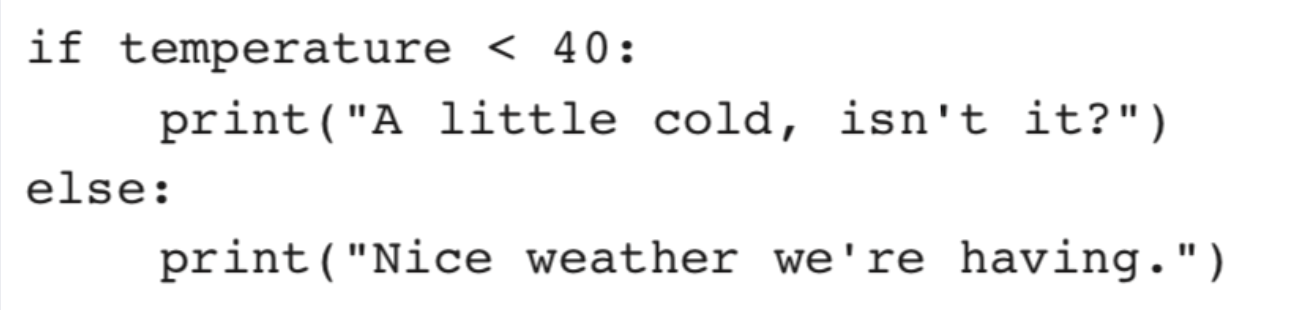 if temperature < 40:
    print("A little cold, isn't it?")
else:
    print("Nice weather we're having.")